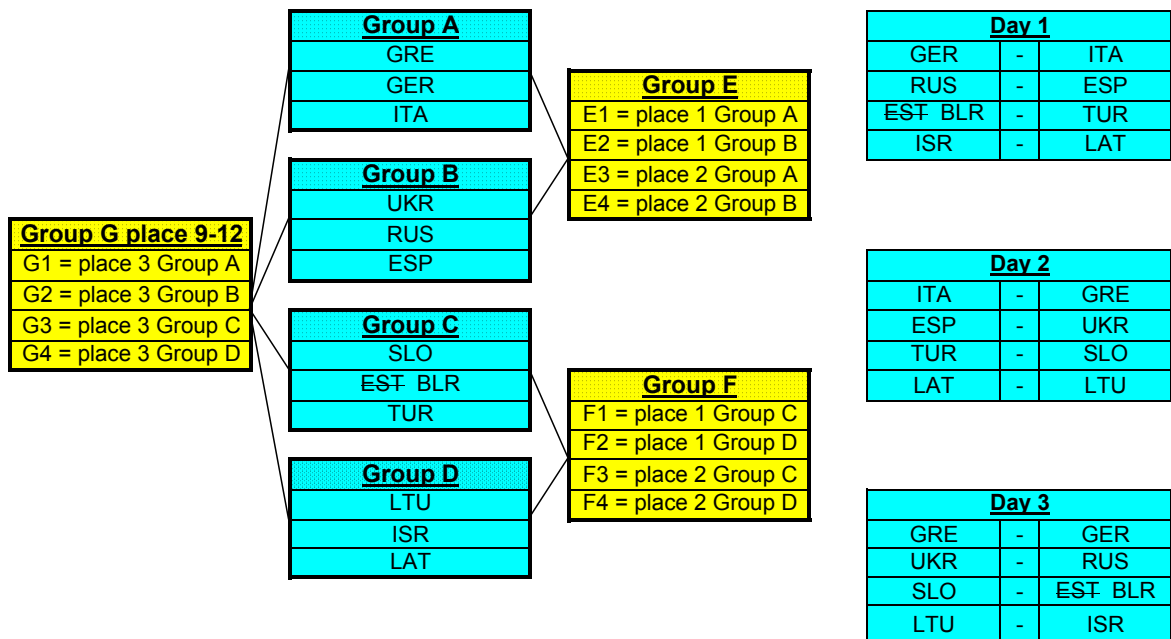 Group A
GRE
GER
ITA
Group B
UKR
RUS
ESP
Group G place 9-12
G1 = place 3 Group A
G2 = place 3 Group B
G3 = place 3 Group C
G4 = place 3 Group D
Group C
SLO
EST BLR
TUR
Group D
LTU
ISR
LAT
Group E
E1 = place 1 Group A
E2 = place 1 Group B
E3 = place 2 Group A
E4 = place 2 Group B
Group F
F1 = place 1 Group C
F2 = place 1 Group D
F3 = place 2 Group C
F4 = place 2 Group D
Day 1
GER - ITA
RUS - ESP
EST BLR - TUR
ISR - LAT
Day 2
ITA - GRE
ESP - UKR
TUR - SLO
LAT - LTU
Day 3
GRE - GER
UKR - RUS
SLO - EST BLR
LTU - ISR